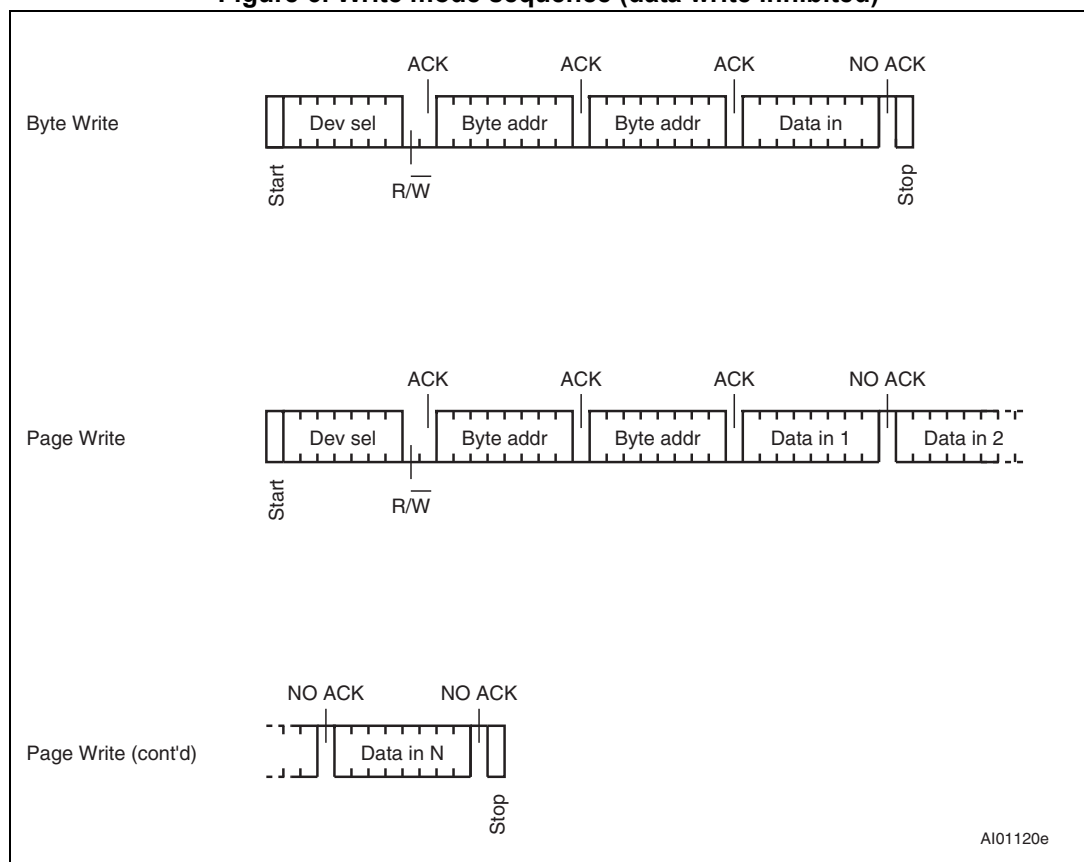 Figure 6. Write mode sequence (data write inhibited)
ACK ACK ACK NO ACK
Byte Write Dev sel Byte addr Byte addr Data in
Start R/W̅ Stop
ACK ACK ACK NO ACK
Page Write Dev sel Byte addr Byte addr Data in 1 Data in 2
Start R/W̅
NO ACK NO ACK
Page Write (cont'd) Data in N
Stop
AI01120e